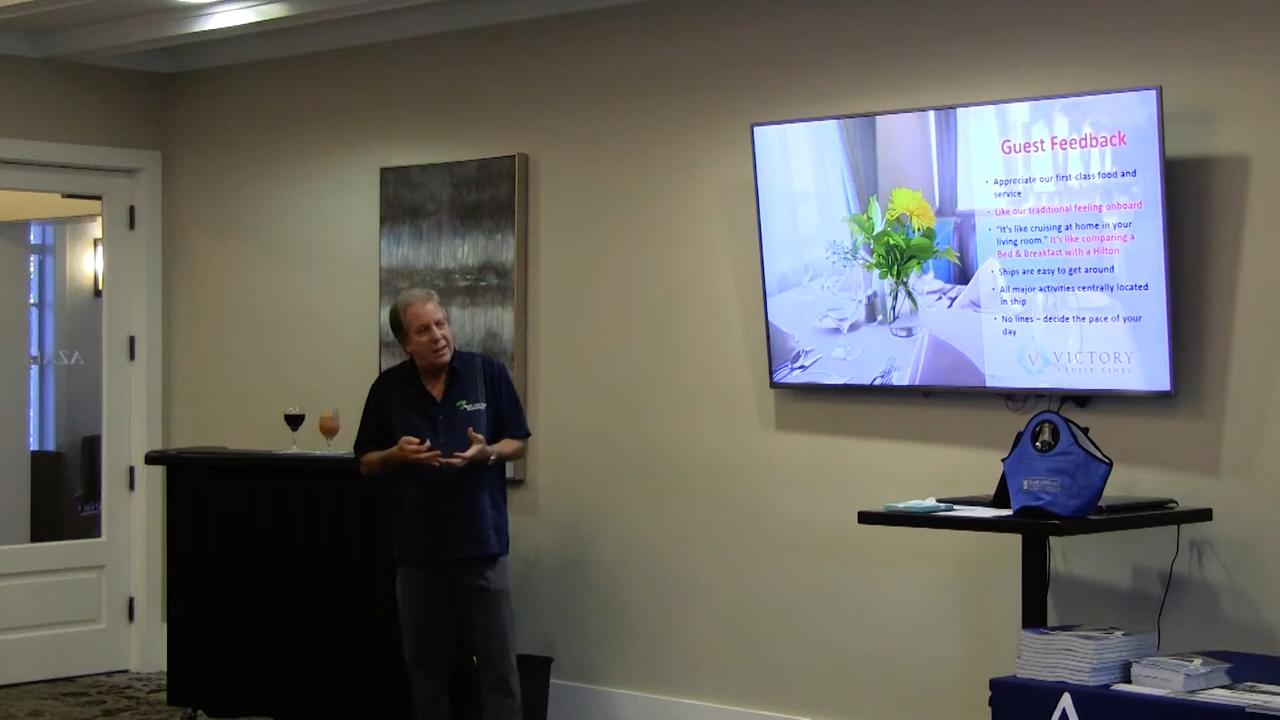 Guest Feedback
• Appreciate our first-class food and
service
• Like our traditional feeling onboard
• "It's like cruising at home in your
living room." It's like comparing a
Bed & Breakfast with a Hilton
• Ships are easy to get around
• All major activities centrally located
in ship
• No lines – decide the pace of your
day
V VICTORY
CRUISE LINES